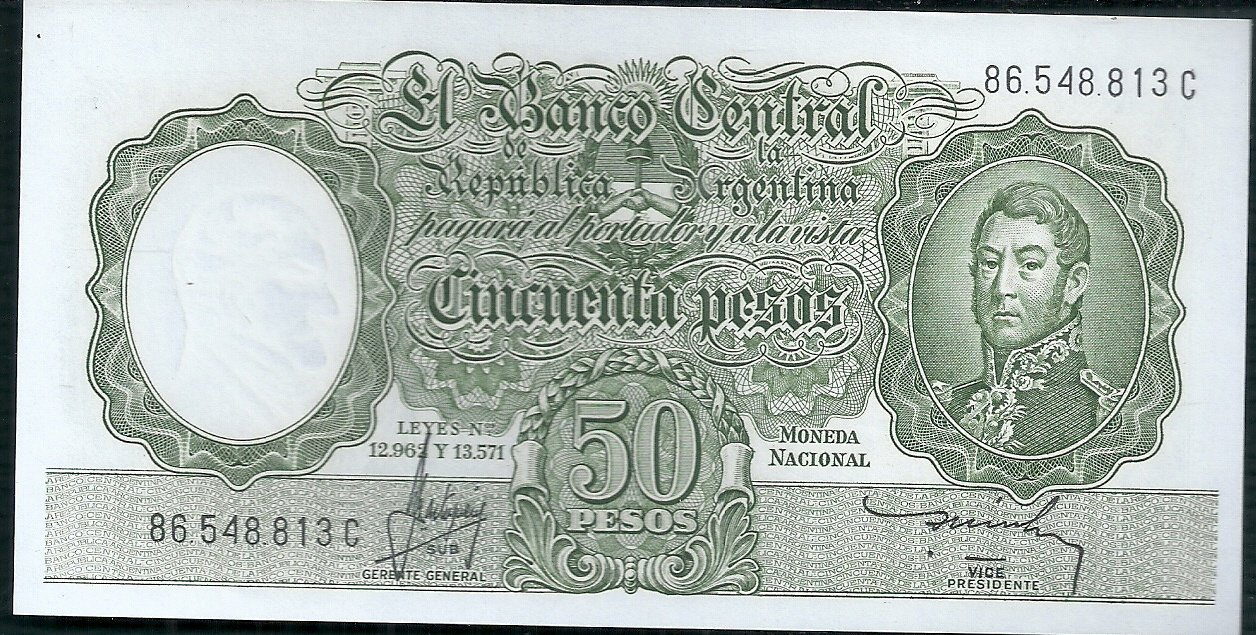 86.548.813 C
El Banco Central
de la
República Argentina
pagará al portador y a la vista
Cincuenta pesos
LEYES Nos
12.962 Y 13.571
MONEDA
NACIONAL
50
PESOS
86.548.813 C
SUB
GERENTE GENERAL
VICE
PRESIDENTE